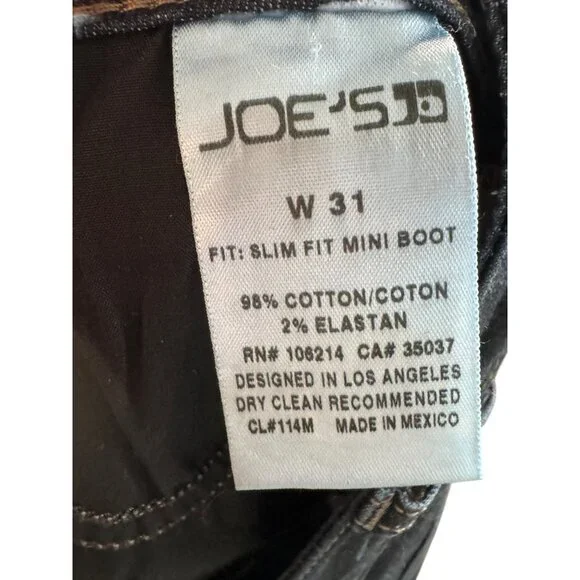 JOE'S
W 31
FIT: SLIM FIT MINI BOOT
98% COTTON/COTON
2% ELASTAN
RN# 106214 CA# 35037
DESIGNED IN LOS ANGELES
DRY CLEAN RECOMMENDED
CL#114M MADE IN MEXICO